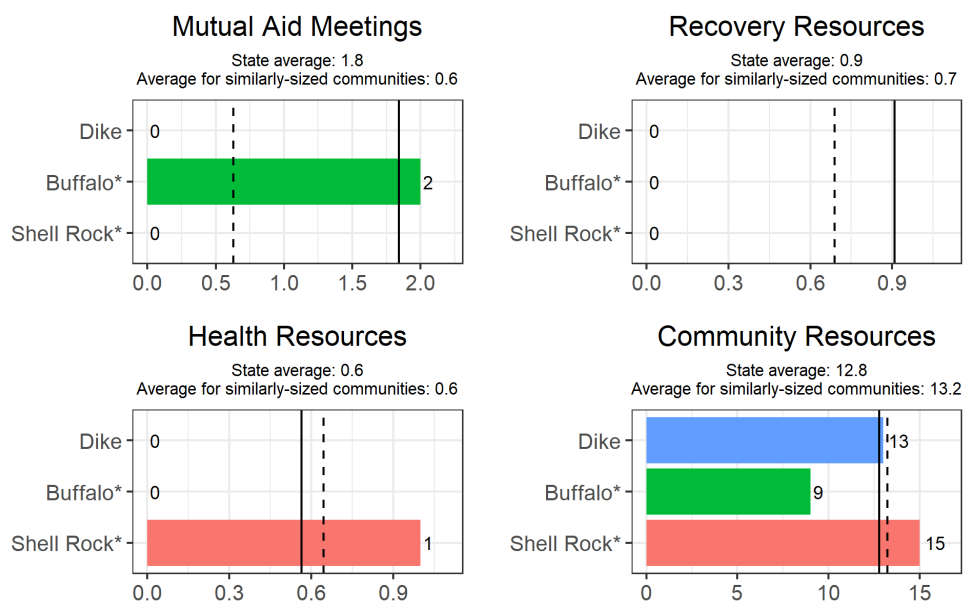 Mutual Aid Meetings
State average: 1.8
Average for similarly-sized communities: 0.6
Dike
0
Buffalo*
2
Shell Rock*
0
0.0 0.5 1.0 1.5 2.0
Recovery Resources
State average: 0.9
Average for similarly-sized communities: 0.7
Dike
0
Buffalo*
0
Shell Rock*
0
0.0 0.3 0.6 0.9
Health Resources
State average: 0.6
Average for similarly-sized communities: 0.6
Dike
0
Buffalo*
0
Shell Rock*
1
0.0 0.3 0.6 0.9
Community Resources
State average: 12.8
Average for similarly-sized communities: 13.2
Dike
13
Buffalo*
9
Shell Rock*
15
0 5 10 15